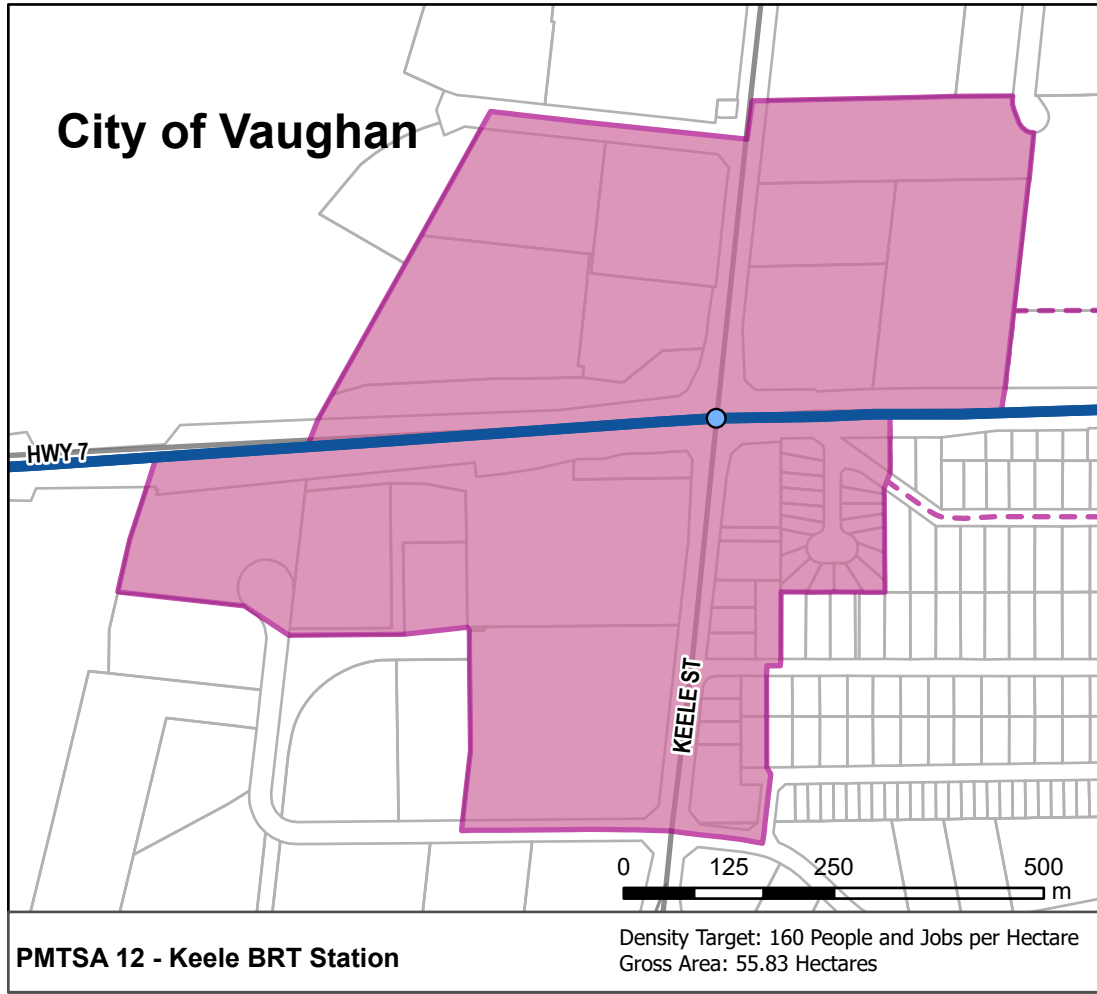 City of Vaughan
HWY 7
KEELE ST
0 125 250 500
m
PMTSA 12 - Keele BRT Station
Density Target: 160 People and Jobs per Hectare
Gross Area: 55.83 Hectares